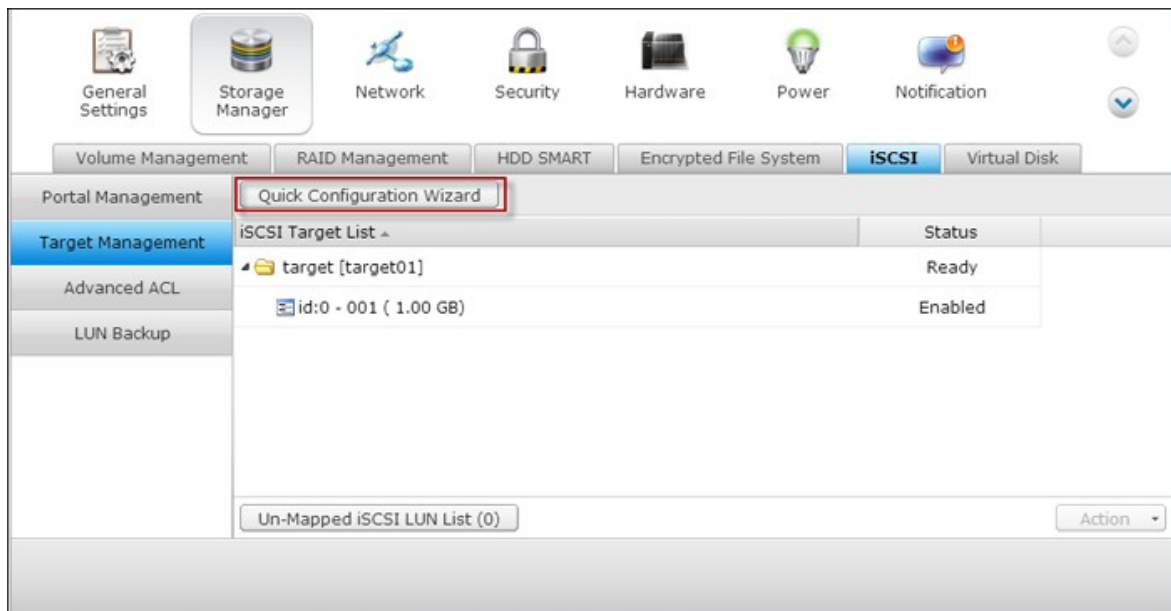 General Settings
Storage Manager
Network
Security
Hardware
Power
Notification
Volume Management
RAID Management
HDD SMART
Encrypted File System
iSCSI
Virtual Disk
Portal Management
Quick Configuration Wizard
Target Management
iSCSI Target List
Status
target [target01]
Ready
Advanced ACL
id:0 - 001 ( 1.00 GB)
Enabled
LUN Backup
Un-Mapped iSCSI LUN List (0)
Action